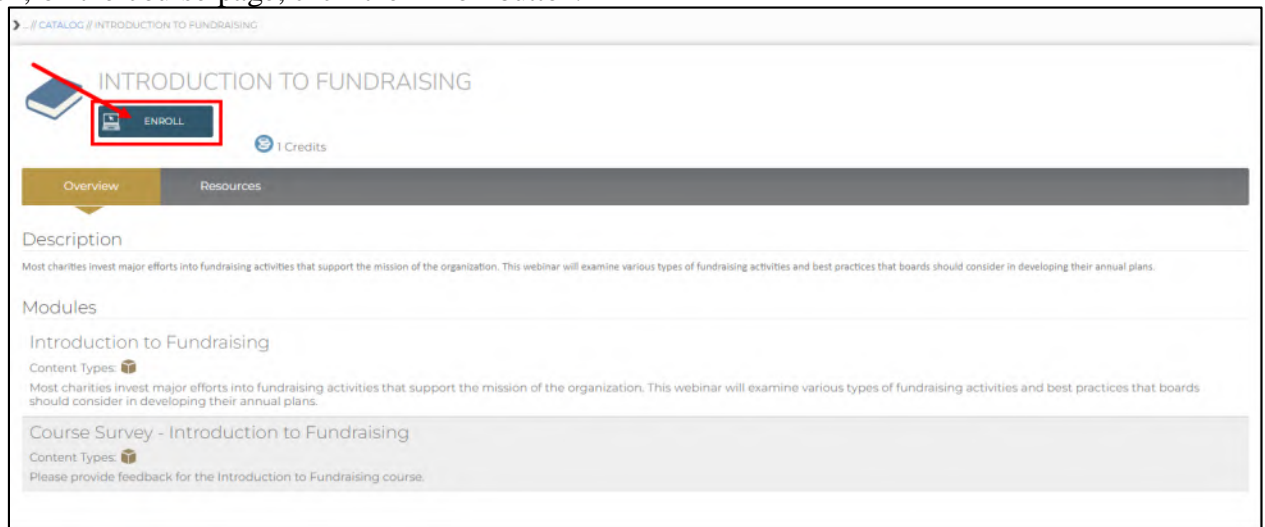 ❯ ... // CATALOG // INTRODUCTION TO FUNDRAISING
INTRODUCTION TO FUNDRAISING
ENROLL
1 Credits
Overview Resources
Description
Most charities invest major efforts into fundraising activities that support the mission of the organization. This webinar will examine various types of fundraising activities and best practices that boards should consider in developing their annual plans.
Modules
Introduction to Fundraising
Content Types:
Most charities invest major efforts into fundraising activities that support the mission of the organization. This webinar will examine various types of fundraising activities and best practices that boards
should consider in developing their annual plans.
Course Survey - Introduction to Fundraising
Content Types:
Please provide feedback for the Introduction to Fundraising course.